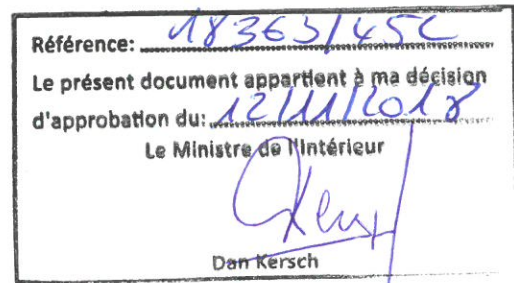 Référence: 18363/45C
Le présent document appartient à ma décision
d'approbation du: 12/11/2018
Le Ministre de l'Intérieur
Dan Kersch